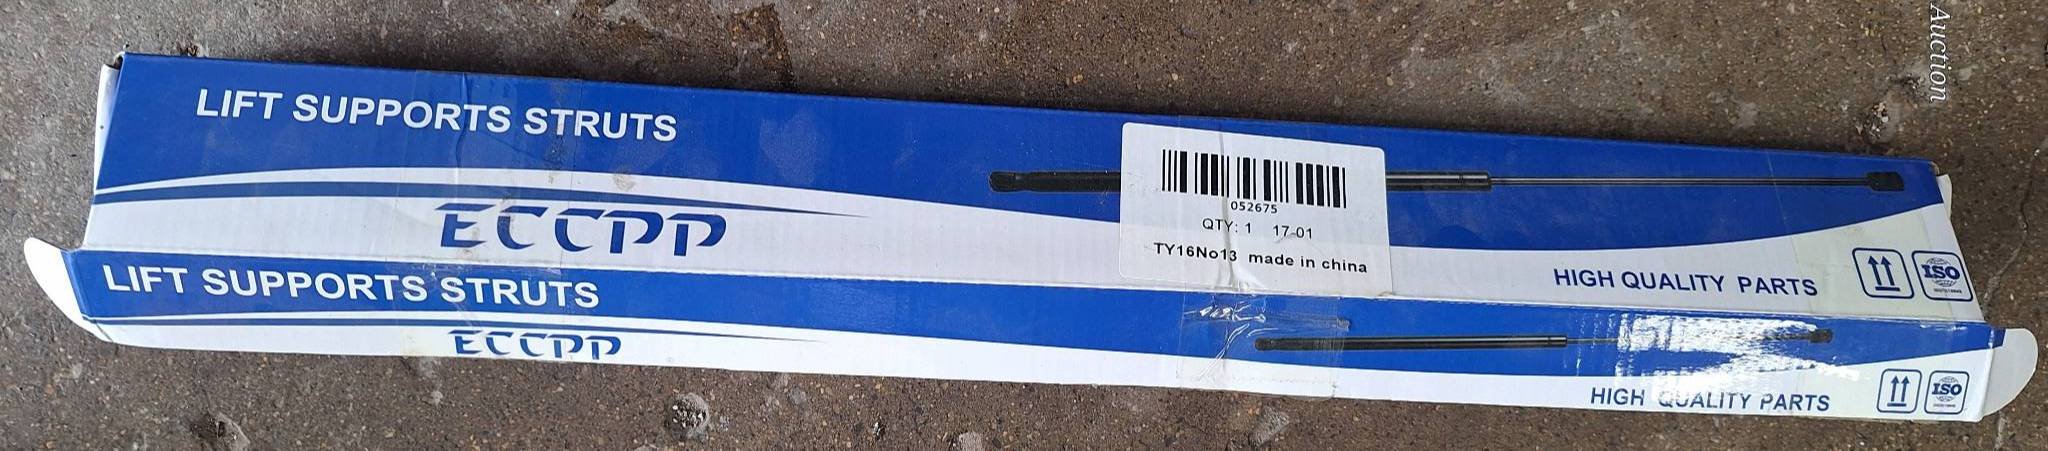 Auction
LIFT SUPPORTS STRUTS
ECCPP
052675
QTY: 1 17-01
TY16No13 made in china
HIGH QUALITY PARTS
ISO
LIFT SUPPORTS STRUTS
ECCPP
HIGH QUALITY PARTS
ISO